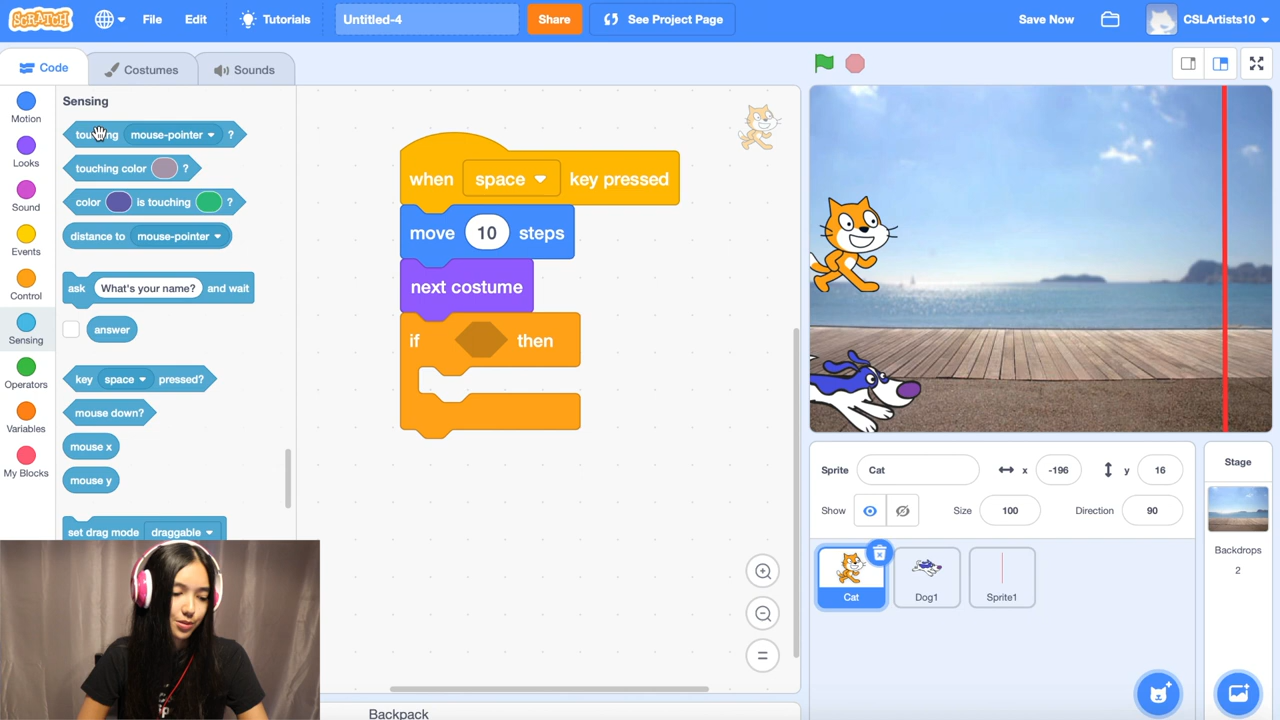 SCRATCH
File
Edit
Tutorials
Untitled-4
Share
See Project Page
Save Now
CSLArtists10
Code
Costumes
Sounds
Motion
Looks
Sound
Events
Control
Sensing
Operators
Variables
My Blocks
Sensing
touching mouse-pointer ?
touching color ?
color is touching ?
distance to mouse-pointer
ask What's your name? and wait
answer
key space pressed?
mouse down?
mouse x
mouse y
set drag mode draggable
when space key pressed
move 10 steps
next costume
if then
Backpack
Sprite Cat x -196 y 16
Show Size 100 Direction 90
Cat
Dog1
Sprite1
Stage
Backdrops
2